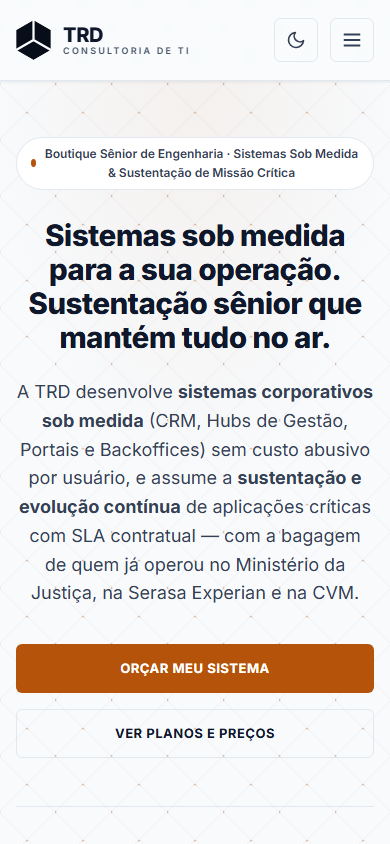 TRD
CONSULTORIA DE TI
Boutique Sênior de Engenharia · Sistemas Sob Medida
& Sustentação de Missão Crítica
Sistemas sob medida
para a sua operação.
Sustentação sênior que
mantém tudo no ar.
A TRD desenvolve sistemas corporativos
sob medida (CRM, Hubs de Gestão,
Portais e Backoffices) sem custo abusivo
por usuário, e assume a sustentação e
evolução contínua de aplicações críticas
com SLA contratual — com a bagagem
de quem já operou no Ministério da
Justiça, na Serasa Experian e na CVM.
ORÇAR MEU SISTEMA
VER PLANOS E PREÇOS